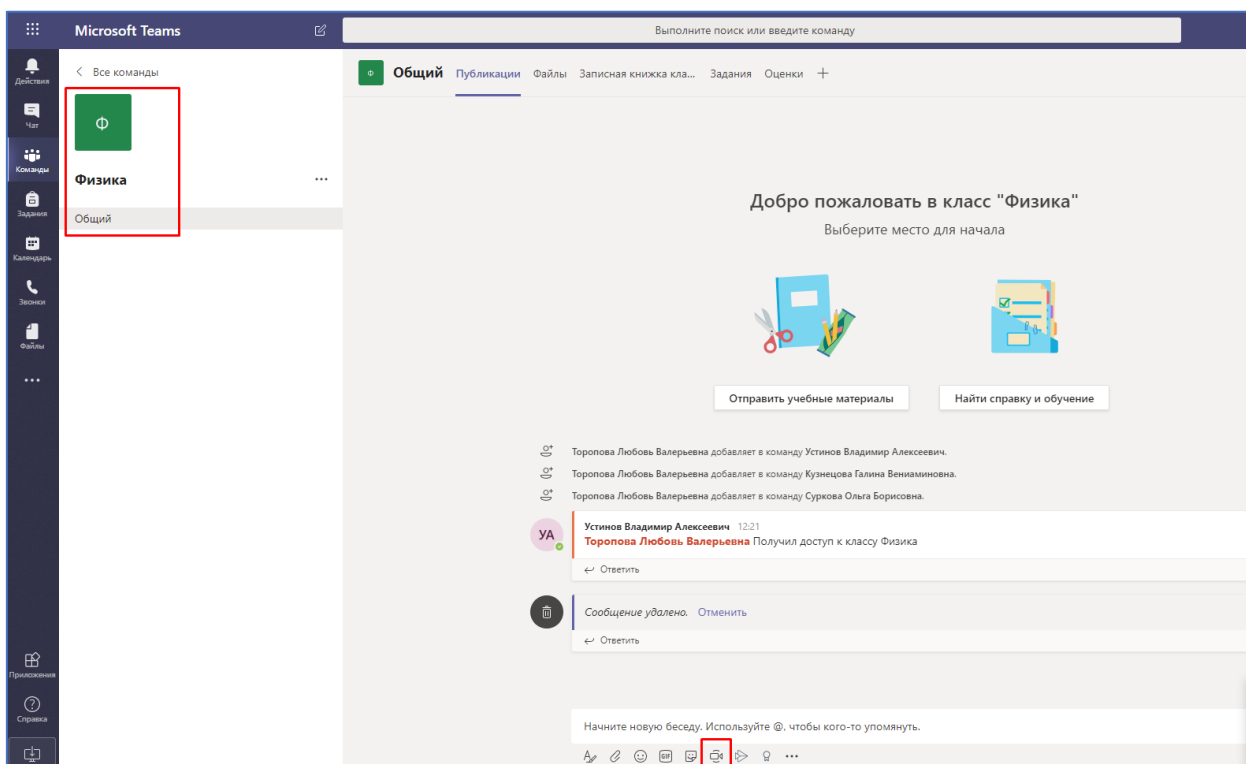 Microsoft Teams
Выполните поиск или введите команду
Действия
Чат
Команды
Задания
Календарь
Звонки
Файлы
Приложения
Справка
Все команды
Ф
Физика
Общий
Ф
Общий Публикации Файлы Записная книжка кла... Задания Оценки
Добро пожаловать в класс "Физика"
Выберите место для начала
Отправить учебные материалы
Найти справку и обучение
Торопова Любовь Валерьевна добавляет в команду Устинов Владимир Алексеевич.
Торопова Любовь Валерьевна добавляет в команду Кузнецова Галина Вениаминовна.
Торопова Любовь Валерьевна добавляет в команду Суркова Ольга Борисовна.
УА
Устинов Владимир Алексеевич 12:21
Торопова Любовь Валерьевна Получил доступ к классу Физика
Ответить
Сообщение удалено. Отменить
Ответить
Начните новую беседу. Используйте @, чтобы кого-то упомянуть.
GIF